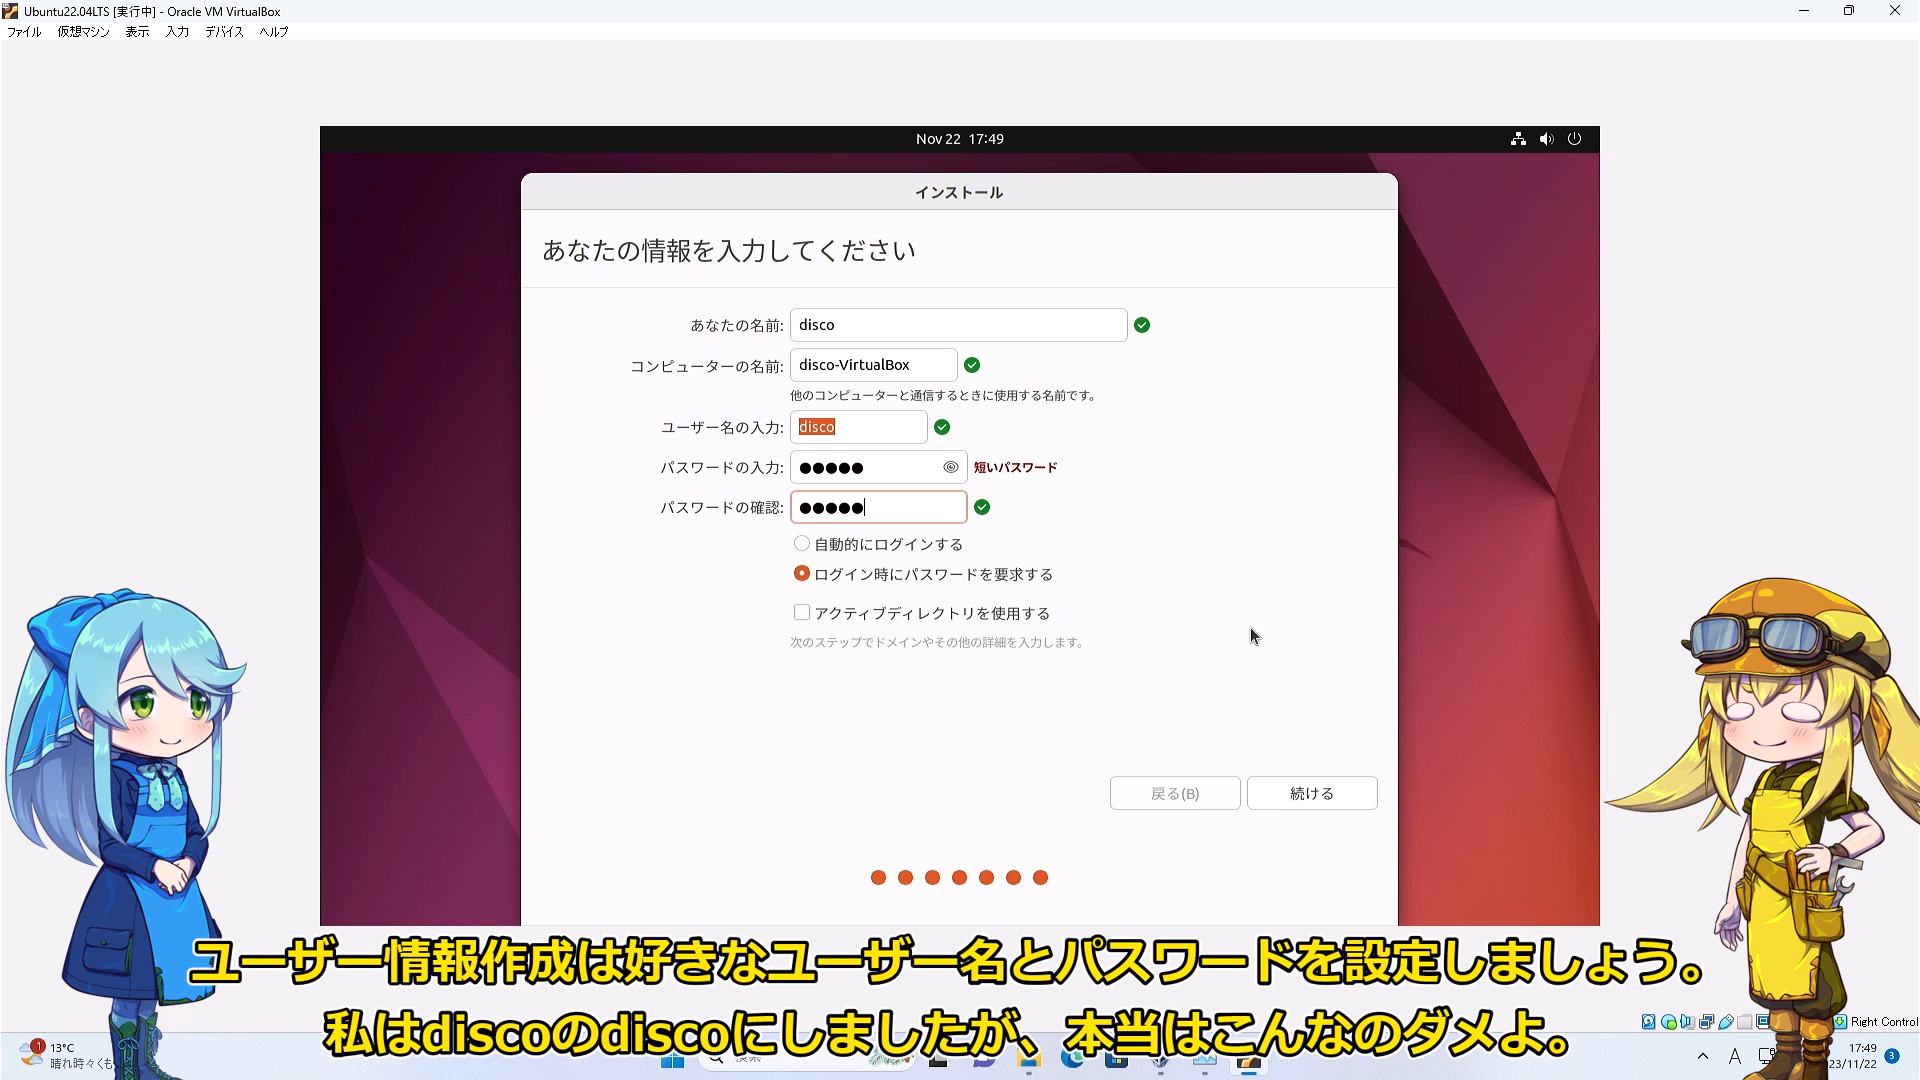 Ubuntu22.04LTS [実行中] - Oracle VM VirtualBox
ファイル 仮想マシン 表示 入力 デバイス ヘルプ
Nov 22 17:49
インストール
あなたの情報を入力してください
あなたの名前: disco
コンピューターの名前: disco-VirtualBox
他のコンピューターと通信するときに使用する名前です。
ユーザー名の入力: disco
パスワードの入力: ●●●●● 短いパスワード
パスワードの確認: ●●●●●
自動的にログインする
ログイン時にパスワードを要求する
アクティブディレクトリを使用する
次のステップでドメインやその他の詳細を入力します。
戻る(B) 続ける
ユーザー情報作成は好きなユーザー名とパスワードを設定しましょう。
私はdiscoのdiscoにしましたが、本当はこんなのダメよ。
Right Control
1 13°C
晴れ時々くも
検索
A
17:49
23/11/22
3